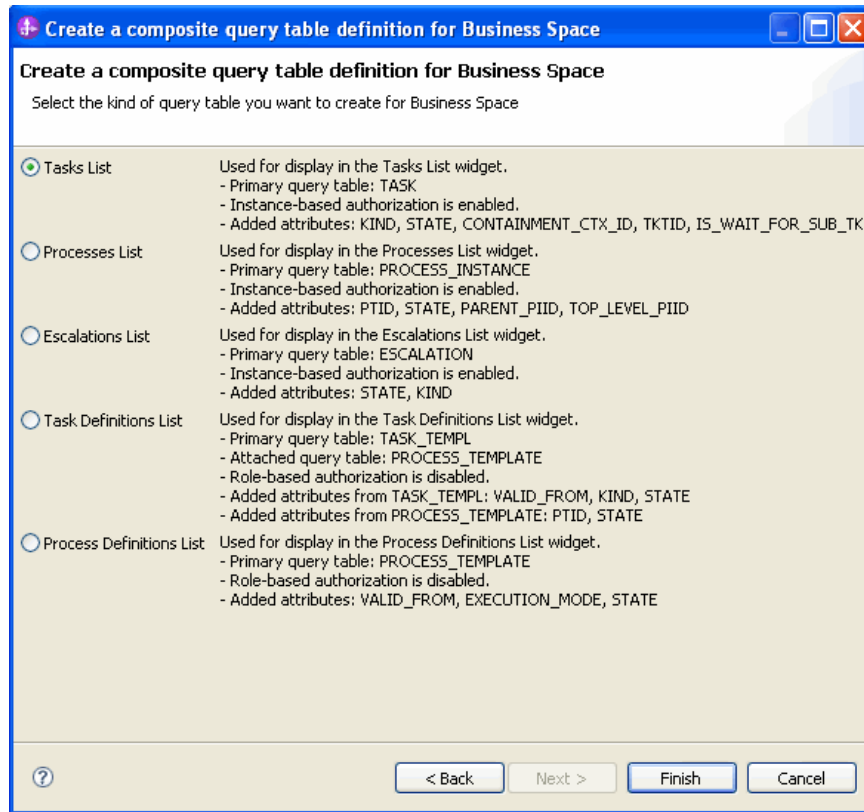 Create a composite query table definition for Business Space
Create a composite query table definition for Business Space
Select the kind of query table you want to create for Business Space
Tasks List Used for display in the Tasks List widget.
- Primary query table: TASK
- Instance-based authorization is enabled.
- Added attributes: KIND, STATE, CONTAINMENT_CTX_ID, TKTID, IS_WAIT_FOR_SUB_TK
Processes List Used for display in the Processes List widget.
- Primary query table: PROCESS_INSTANCE
- Instance-based authorization is enabled.
- Added attributes: PTID, STATE, PARENT_PIID, TOP_LEVEL_PIID
Escalations List Used for display in the Escalations List widget.
- Primary query table: ESCALATION
- Instance-based authorization is enabled.
- Added attributes: STATE, KIND
Task Definitions List Used for display in the Task Definitions List widget.
- Primary query table: TASK_TEMPL
- Attached query table: PROCESS_TEMPLATE
- Role-based authorization is disabled.
- Added attributes from TASK_TEMPL: VALID_FROM, KIND, STATE
- Added attributes from PROCESS_TEMPLATE: PTID, STATE
Process Definitions List Used for display in the Process Definitions List widget.
- Primary query table: PROCESS_TEMPLATE
- Role-based authorization is disabled.
- Added attributes: VALID_FROM, EXECUTION_MODE, STATE
? < Back Next > Finish Cancel